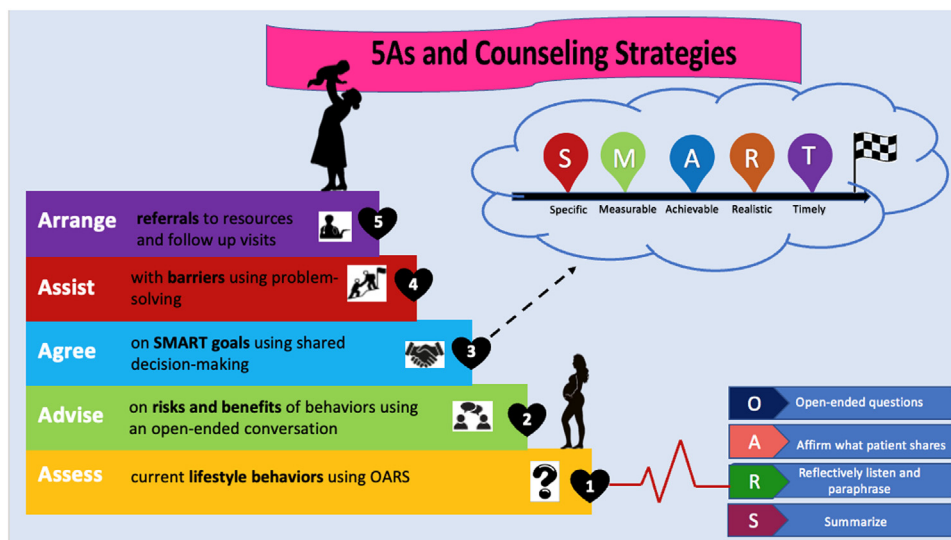 5As and Counseling Strategies
S M A R T
Specific Measurable Achievable Realistic Timely
Arrange referrals to resources
and follow up visits
5
Assist with barriers using problem-
solving
4
Agree on SMART goals using shared
decision-making
3
Advise on risks and benefits of behaviors using
an open-ended conversation
2
Assess current lifestyle behaviors using OARS
?
1
O Open-ended questions
A Affirm what patient shares
R Reflectively listen and
paraphrase
S Summarize